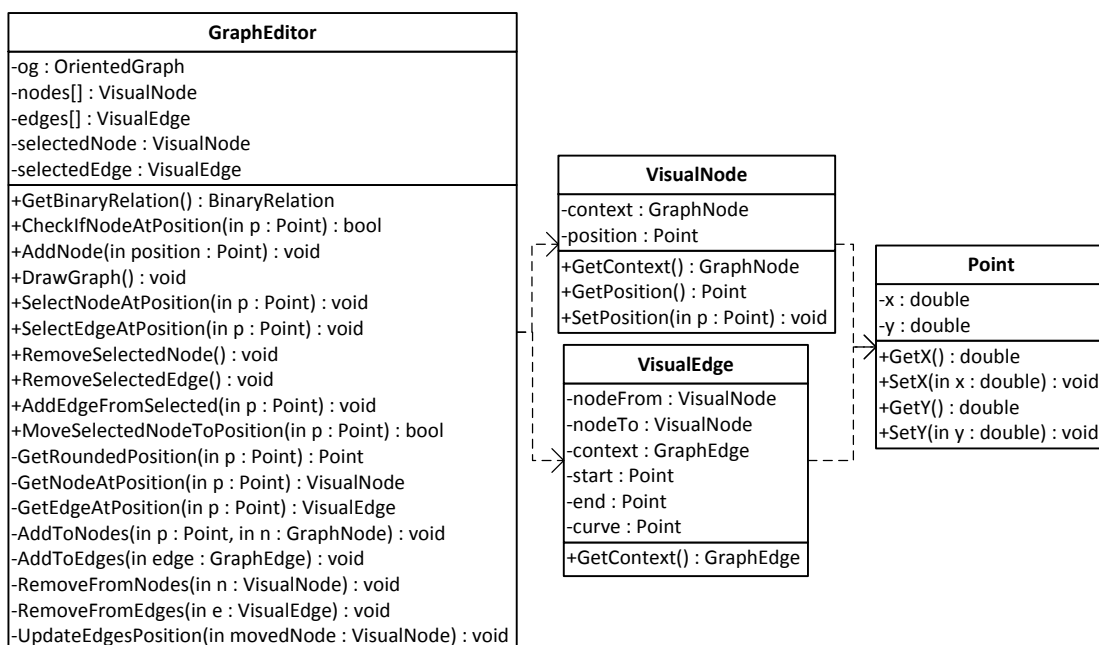 GraphEditor
-og : OrientedGraph
-nodes[] : VisualNode
-edges[] : VisualEdge
-selectedNode : VisualNode
-selectedEdge : VisualEdge
+GetBinaryRelation() : BinaryRelation
+CheckIfNodeAtPosition(in p : Point) : bool
+AddNode(in position : Point) : void
+DrawGraph() : void
+SelectNodeAtPosition(in p : Point) : void
+SelectEdgeAtPosition(in p : Point) : void
+RemoveSelectedNode() : void
+RemoveSelectedEdge() : void
+AddEdgeFromSelected(in p : Point) : void
+MoveSelectedNodeToPosition(in p : Point) : bool
-GetRoundedPosition(in p : Point) : Point
-GetNodeAtPosition(in p : Point) : VisualNode
-GetEdgeAtPosition(in p : Point) : VisualEdge
-AddToNodes(in p : Point, in n : GraphNode) : void
-AddToEdges(in edge : GraphEdge) : void
-RemoveFromNodes(in n : VisualNode) : void
-RemoveFromEdges(in e : VisualEdge) : void
-UpdateEdgesPosition(in movedNode : VisualNode) : void
VisualNode
-context : GraphNode
-position : Point
+GetContext() : GraphNode
+GetPosition() : Point
+SetPosition(in p : Point) : void
VisualEdge
-nodeFrom : VisualNode
-nodeTo : VisualNode
-context : GraphEdge
-start : Point
-end : Point
-curve : Point
+GetContext() : GraphEdge
Point
-x : double
-y : double
+GetX() : double
+SetX(in x : double) : void
+GetY() : double
+SetY(in y : double) : void